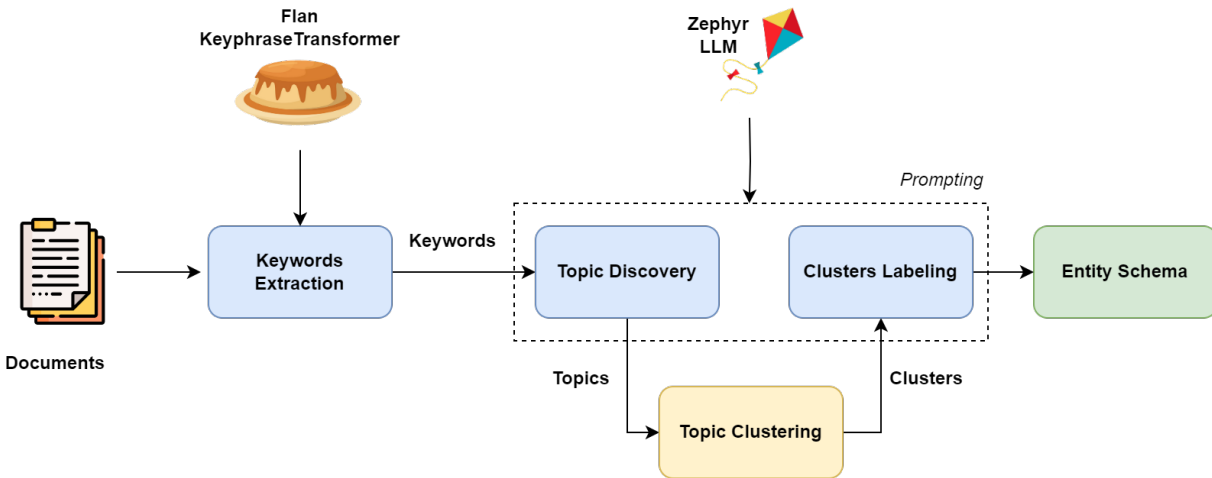 Flan
KeyphraseTransformer
Zephyr
LLM
Prompting
Keywords
Extraction
Keywords
Topic Discovery
Clusters Labeling
Entity Schema
Documents
Topics
Clusters
Topic Clustering